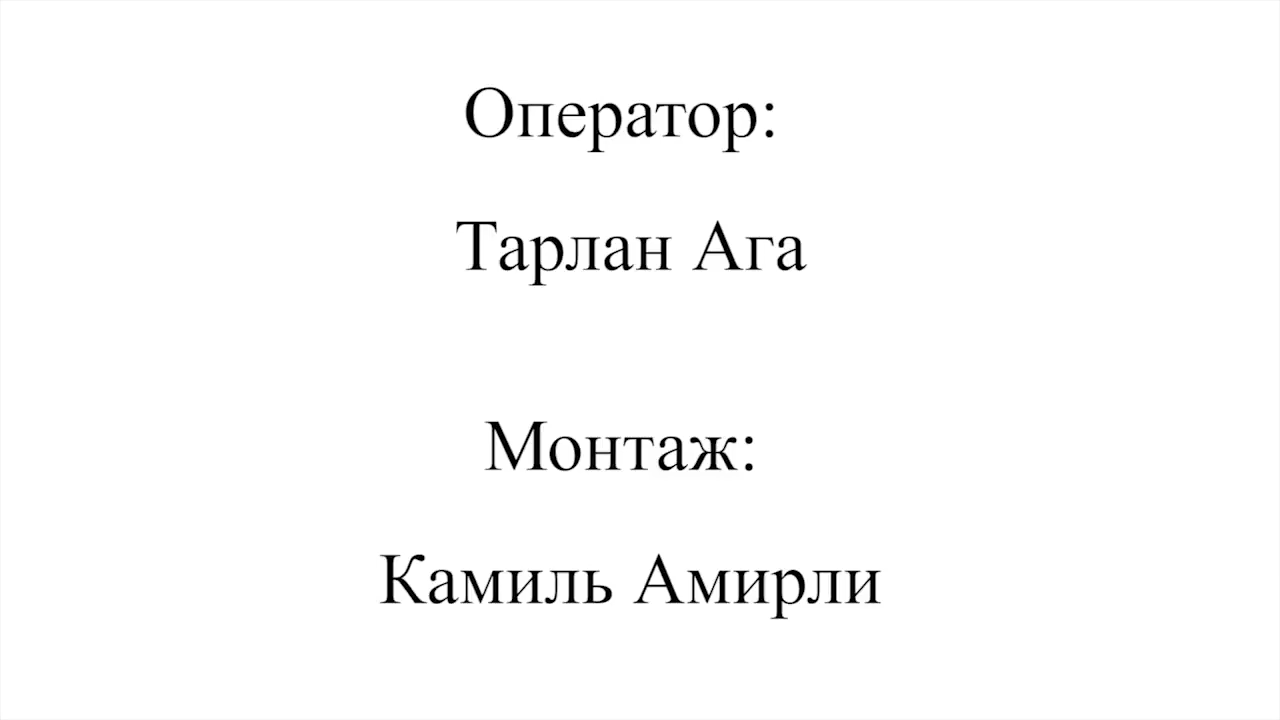 Оператор:
Тарлан Ага
Монтаж:
Камиль Амирли